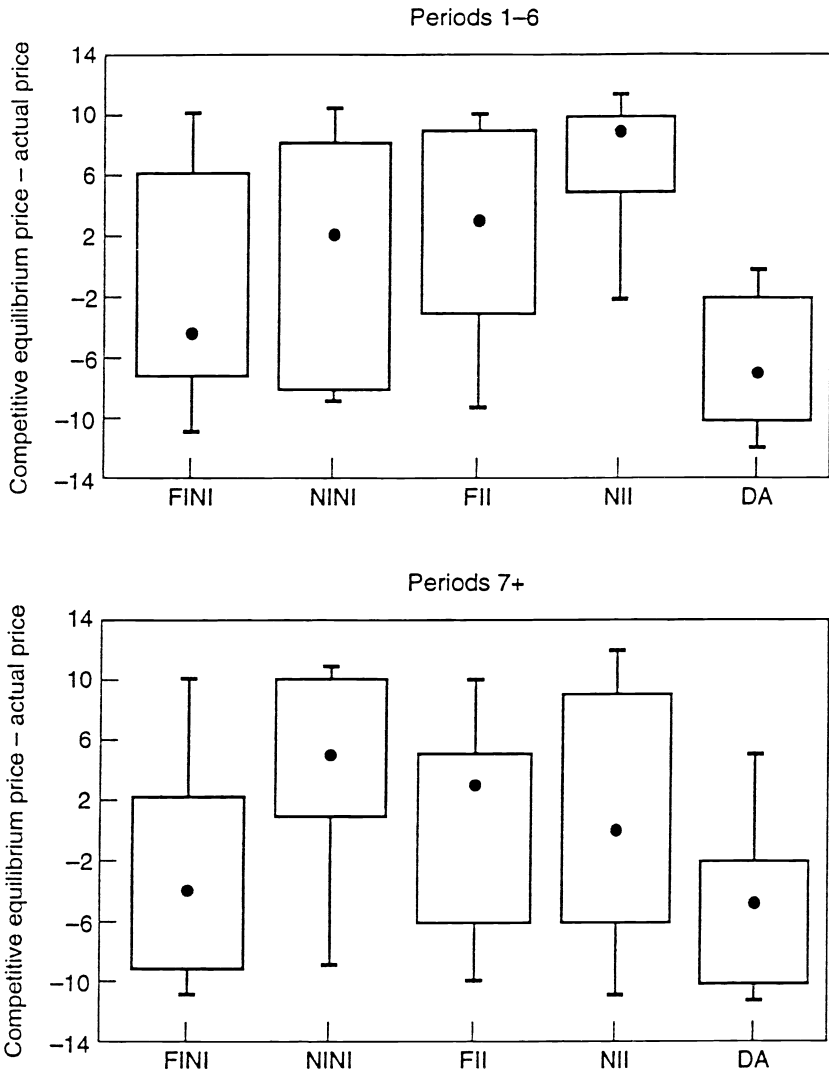 Periods 1–6
Competitive equilibrium price – actual price
14
10
6
2
−2
−6
−10
−14
FINI NINI FII NII DA
Periods 7+
Competitive equilibrium price – actual price
14
10
6
2
−2
−6
−10
−14
FINI NINI FII NII DA